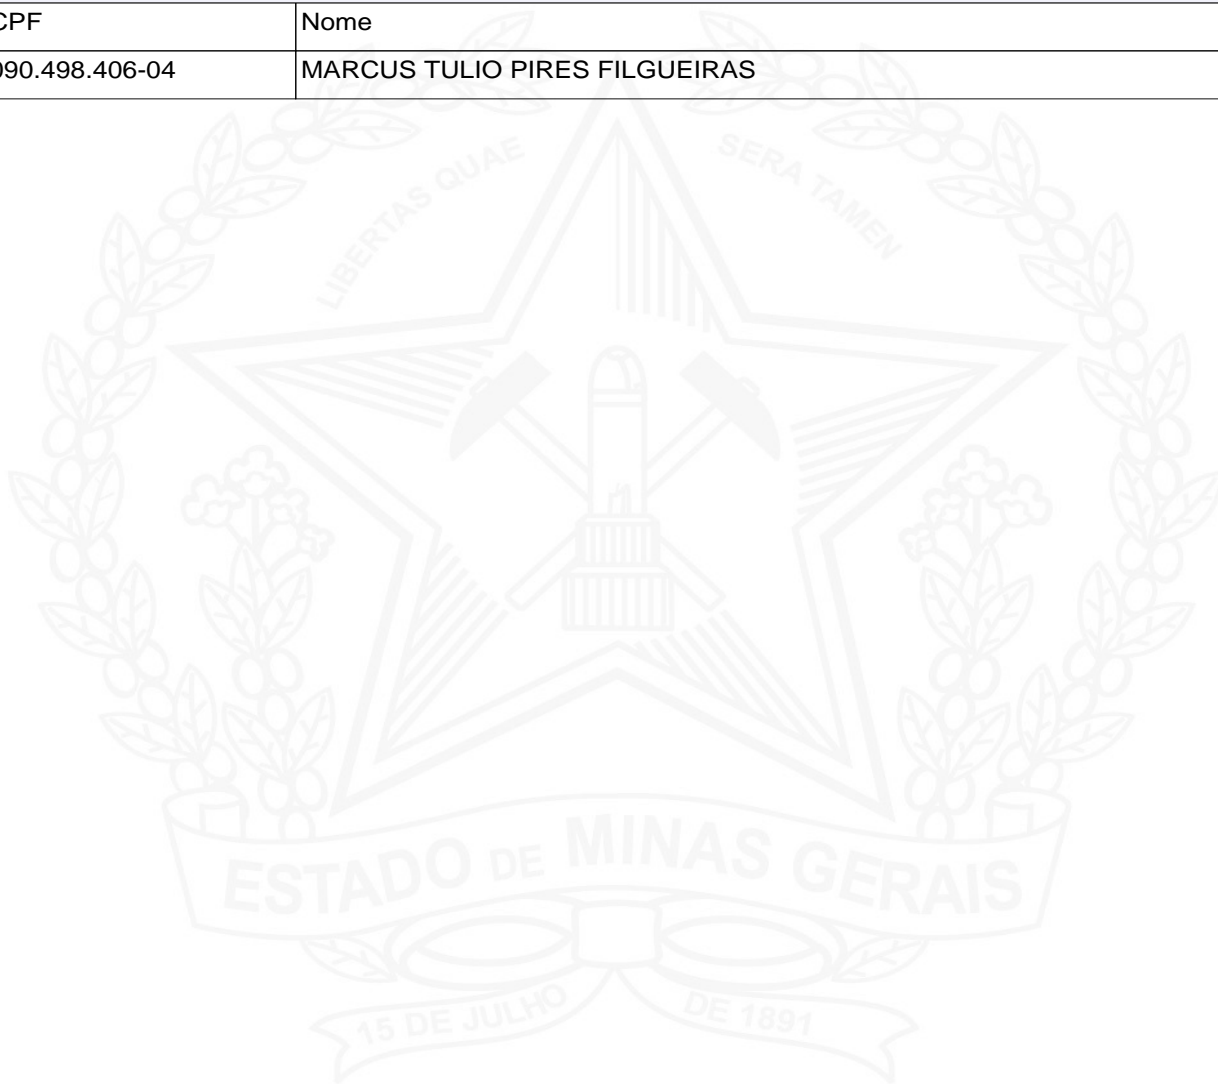 CPF Nome
090.498.406-04 MARCUS TULIO PIRES FILGUEIRAS
LIBERTAS QUAE SERA TAMEN
ESTADO DE MINAS GERAIS
15 DE JULHO DE 1891